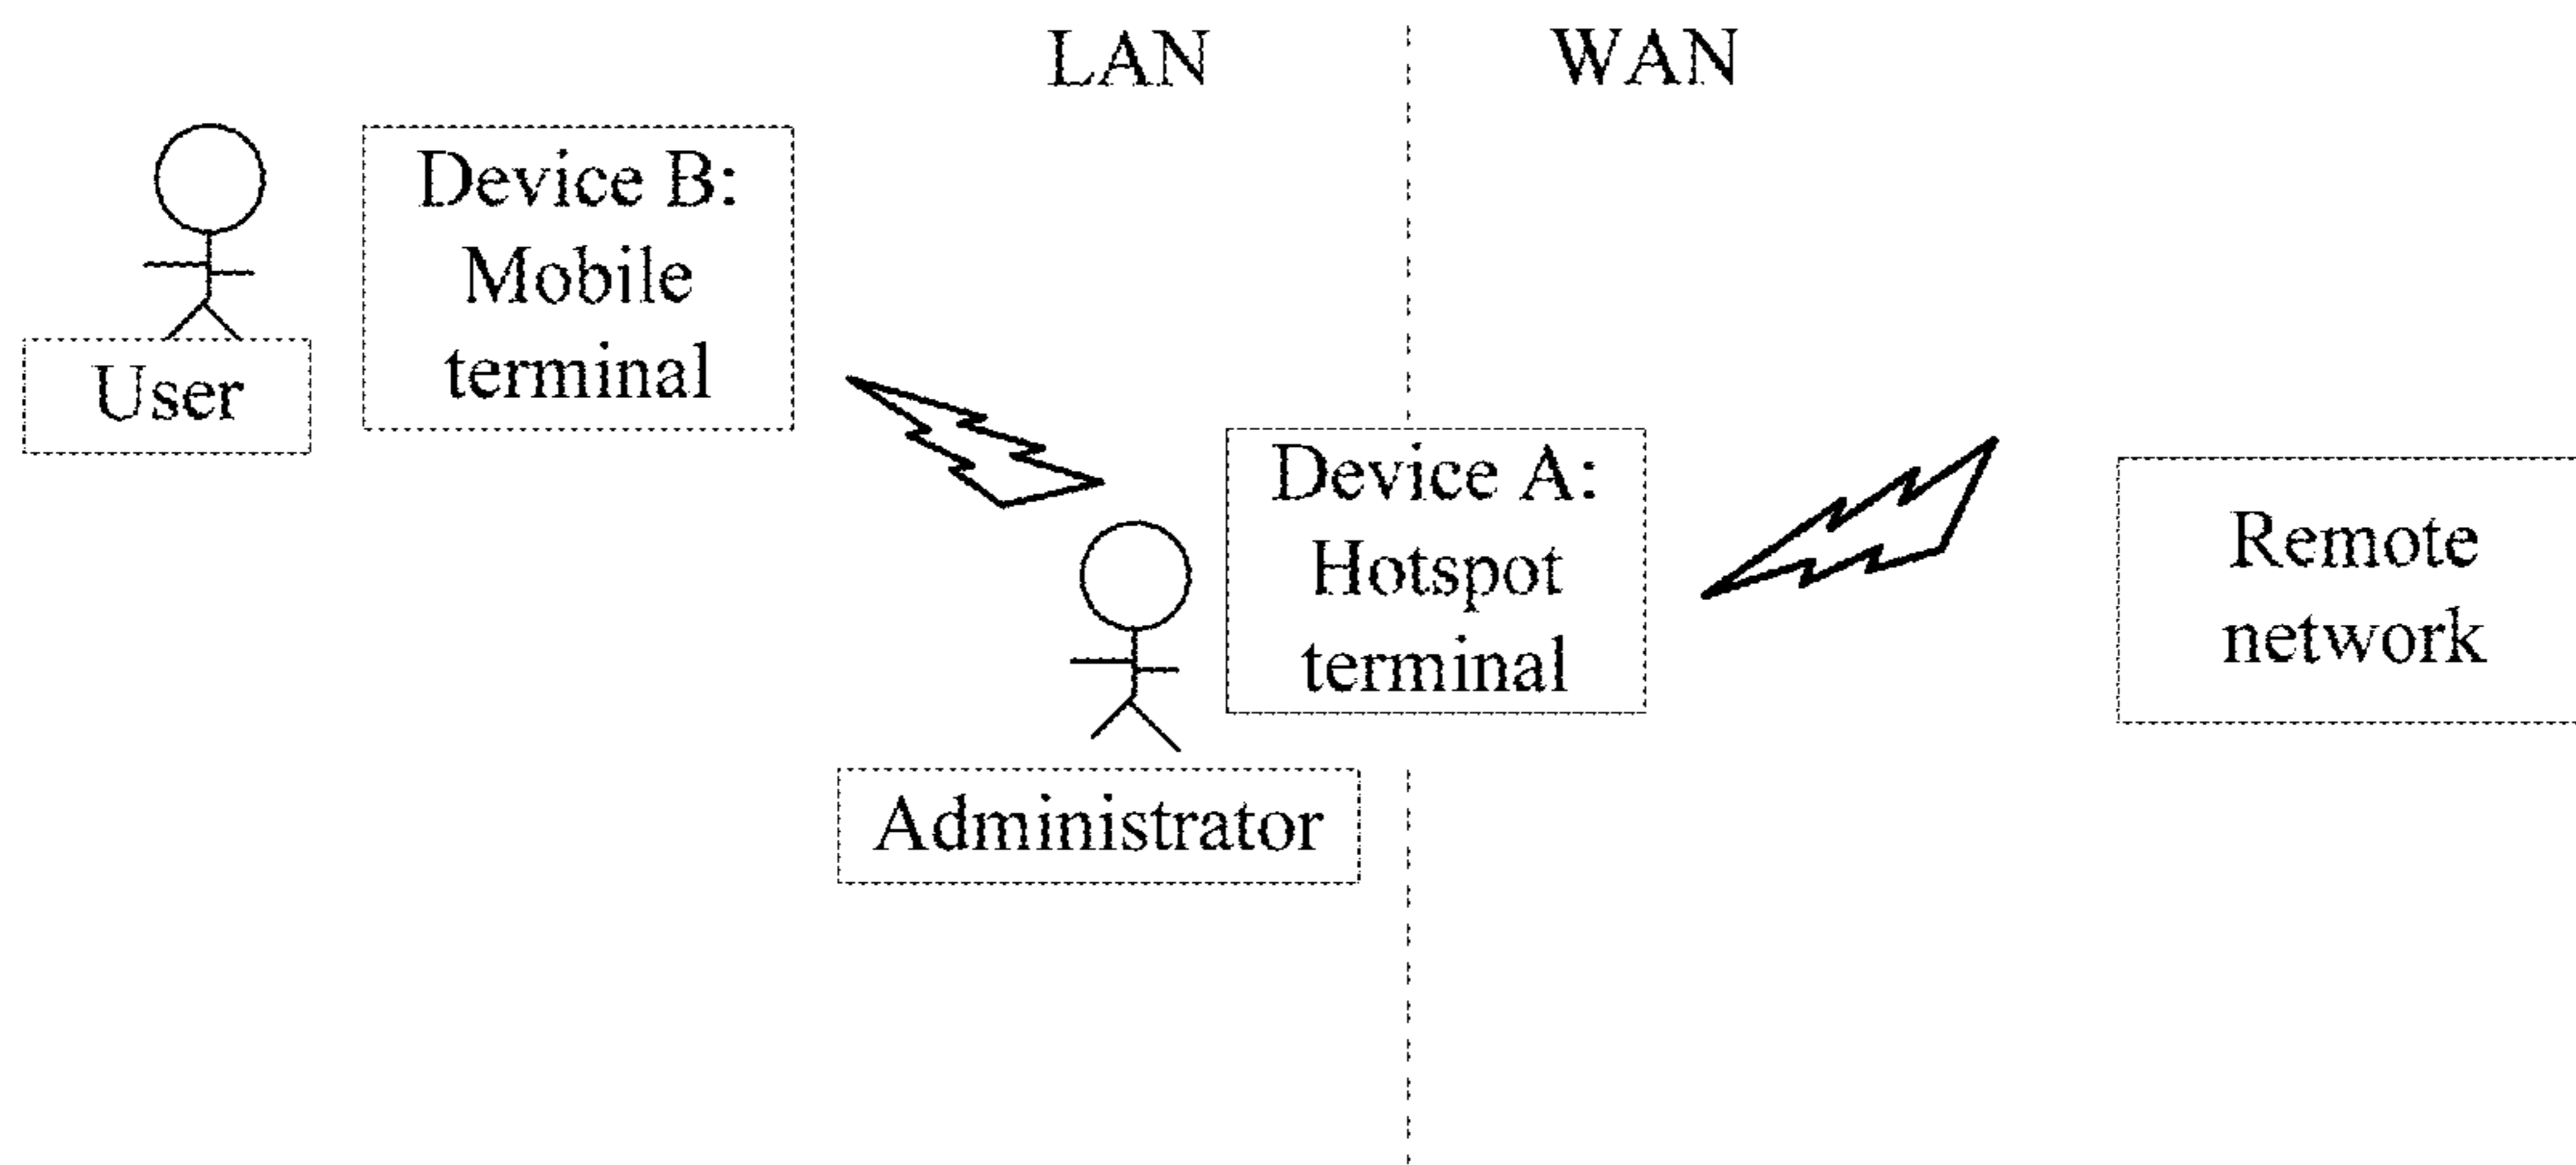 LAN
WAN
Device B:
Mobile
terminal
User
Device A:
Hotspot
terminal
Remote
network
Administrator